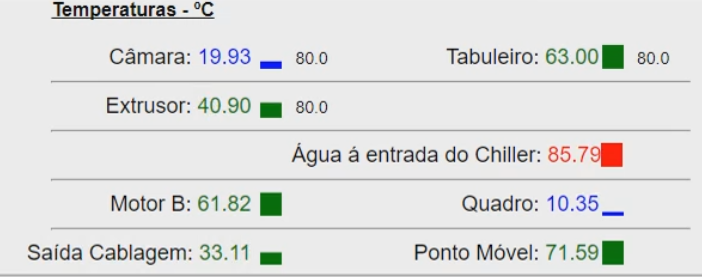 Temperaturas - ºC
Câmara: 19.93 80.0 Tabuleiro: 63.00 80.0
Extrusor: 40.90 80.0
Água á entrada do Chiller: 85.79
Motor B: 61.82 Quadro: 10.35
Saída Cablagem: 33.11 Ponto Móvel: 71.59